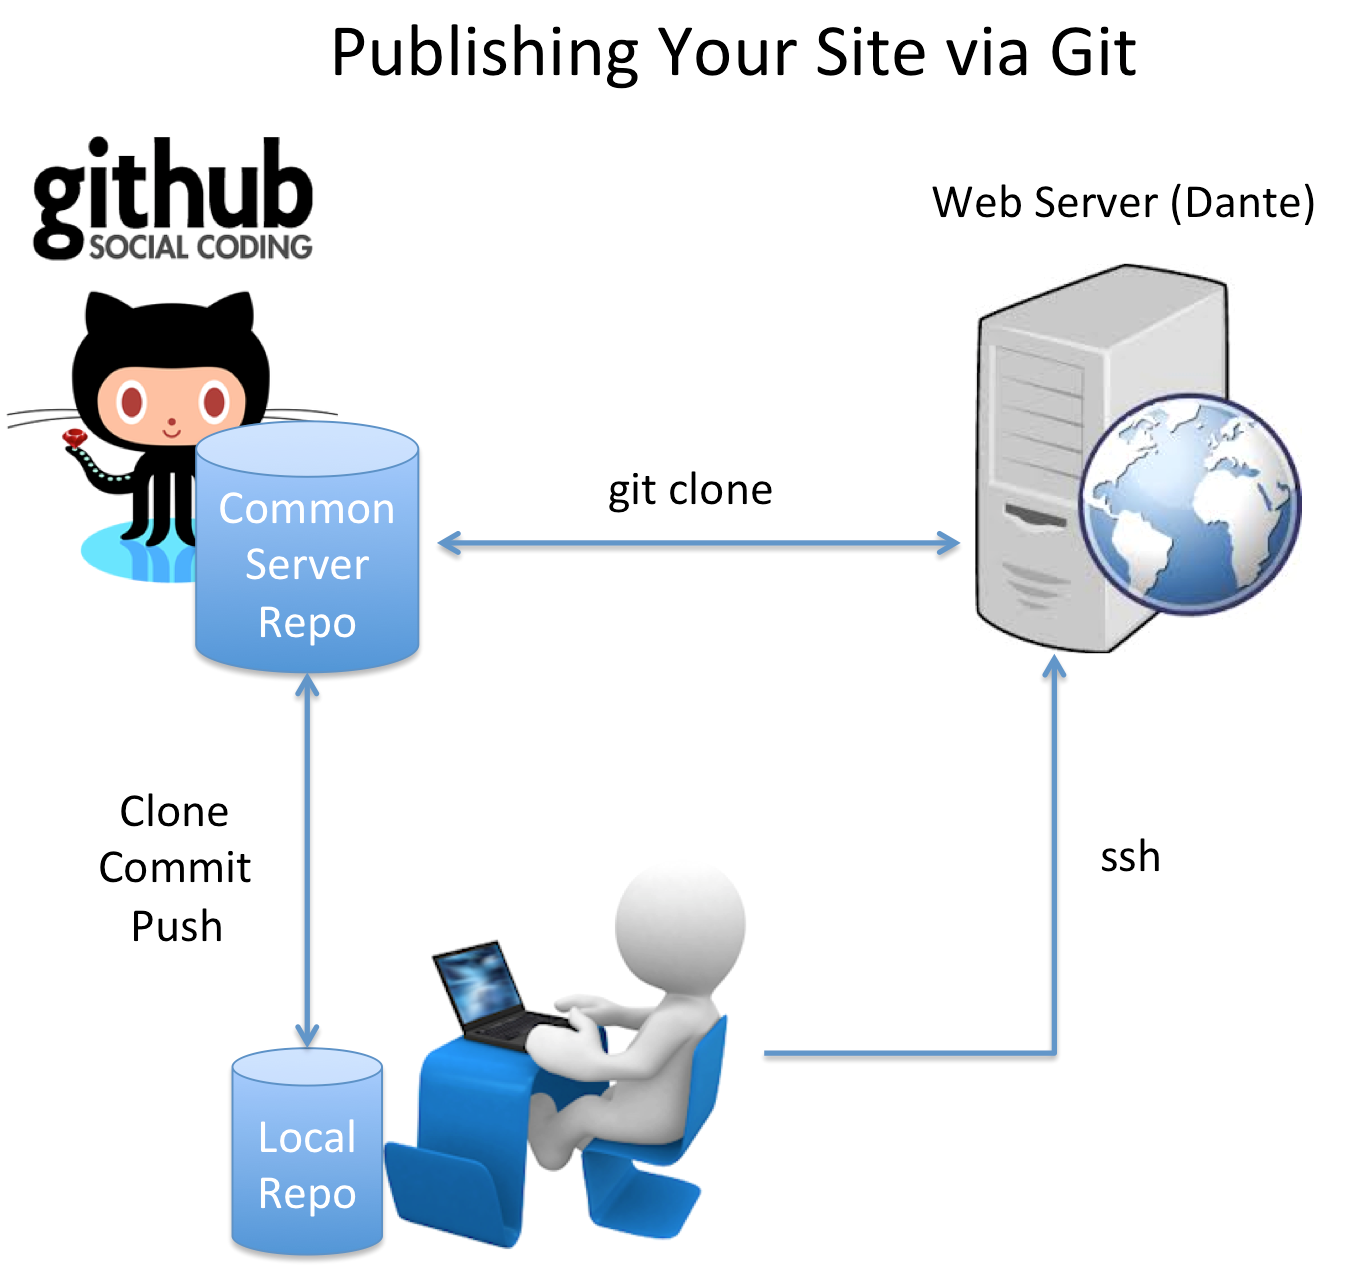 Publishing Your Site via Git
github
SOCIAL CODING
Web Server (Dante)
git clone
Common
Server
Repo
Clone
Commit
Push
ssh
Local
Repo